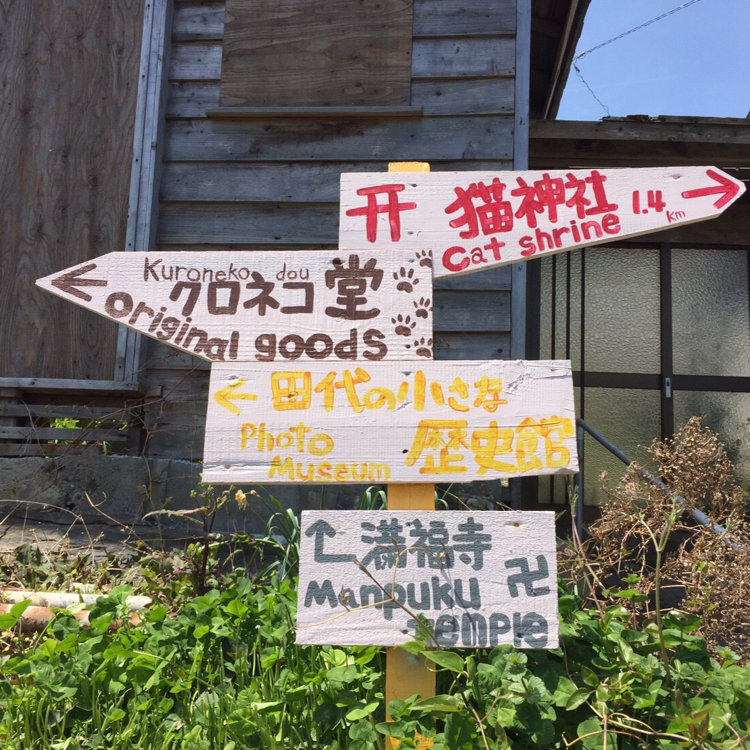 猫神社 1.4 km
cat shrine
Kuroneko dou
クロネコ堂
original goods
田代の小さな
Photo 歴史館
Museum
満福寺
Manpuku 卍
Temple